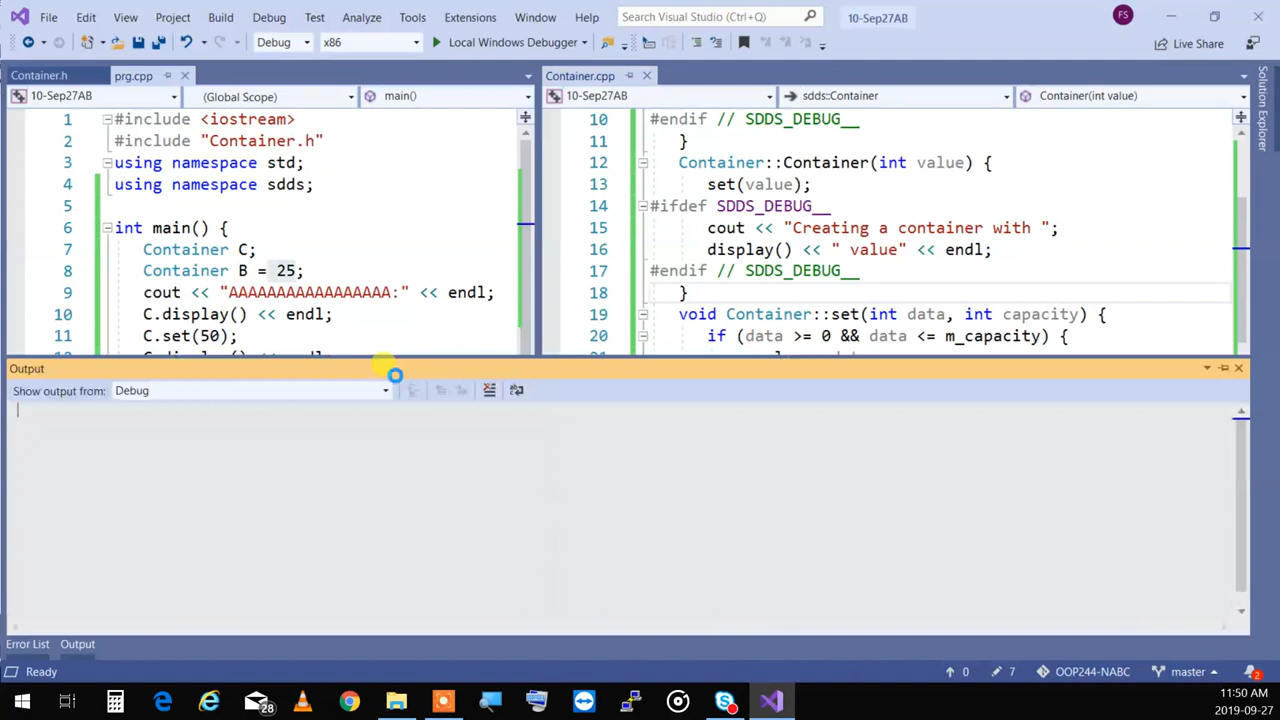 File Edit View Project Build Debug Test Analyze Tools Extensions Window Help Search Visual Studio (Ctrl+Q) 10-Sep27AB FS
Debug x86 Local Windows Debugger Live Share
Container.h prg.cpp
10-Sep27AB (Global Scope) main()
1 #include <iostream>
2 #include "Container.h"
3 using namespace std;
4 using namespace sdds;
5
6 int main() {
7 Container C;
8 Container B = 25;
9 cout << "AAAAAAAAAAAAAAAAA:" << endl;
10 C.display() << endl;
11 C.set(50);
Container.cpp
10-Sep27AB sdds::Container Container(int value)
10 #endif // SDDS_DEBUG__
11 }
12 Container::Container(int value) {
13 set(value);
14 #ifdef SDDS_DEBUG__
15 cout << "Creating a container with ";
16 display() << " value" << endl;
17 #endif // SDDS_DEBUG__
18 }
19 void Container::set(int data, int capacity) {
20 if (data >= 0 && data <= m_capacity) {
Solution Explorer
Output
Show output from: Debug
Error List Output
Ready 0 7 OOP244-NABC master 2
28
11:50 AM
2019-09-27